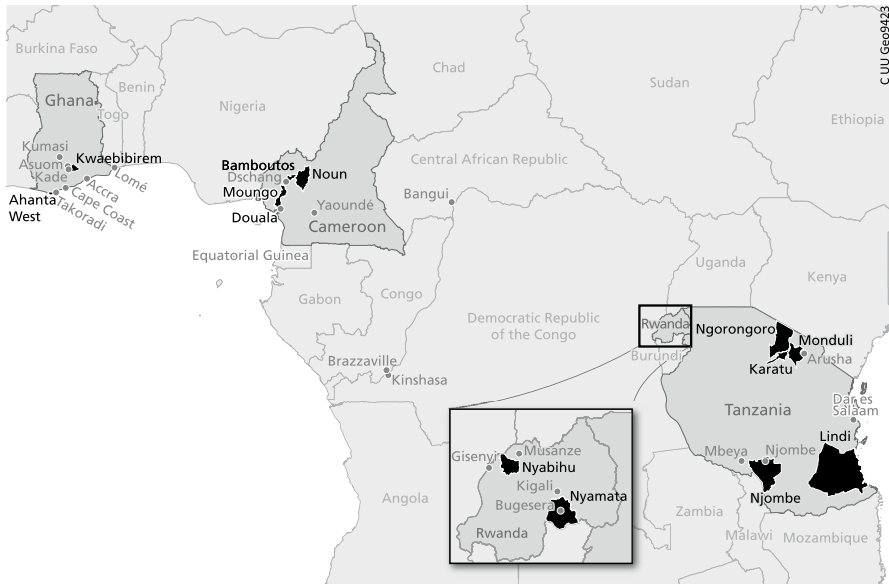 C UU Geo9423
Burkina Faso
Ghana
Benin
Togo
Nigeria
Chad
Sudan
Ethiopia
Kumasi
Asuom
Kade
Kwaebibirem
Lomé
Accra
Cape Coast
Takoradi
Ahanta
West
Bamboutos
Dschang
Noun
Moungo
Douala
Yaoundé
Cameroon
Central African Republic
Bangui
Equatorial Guinea
Gabon
Congo
Democratic Republic
of the Congo
Uganda
Kenya
Rwanda
Burundi
Ngorongoro
Monduli
Karatu
Arusha
Brazzaville
Kinshasa
Tanzania
Dar es
Salaam
Lindi
Mbeya
Njombe
Njombe
Gisenyi
Musanze
Nyabihu
Kigali
Nyamata
Bugesera
Rwanda
Angola
Zambia
Malawi
Mozambique